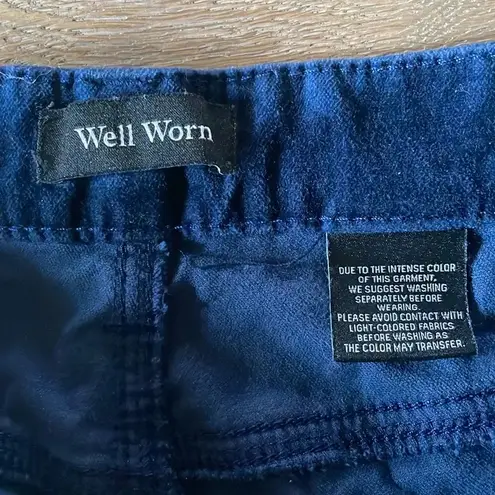 Well Worn
DUE TO THE INTENSE COLOR
OF THIS GARMENT,
WE SUGGEST WASHING
SEPARATELY BEFORE
WEARING.
PLEASE AVOID CONTACT WITH
LIGHT-COLORED FABRICS
BEFORE WASHING AS
THE COLOR MAY TRANSFER.